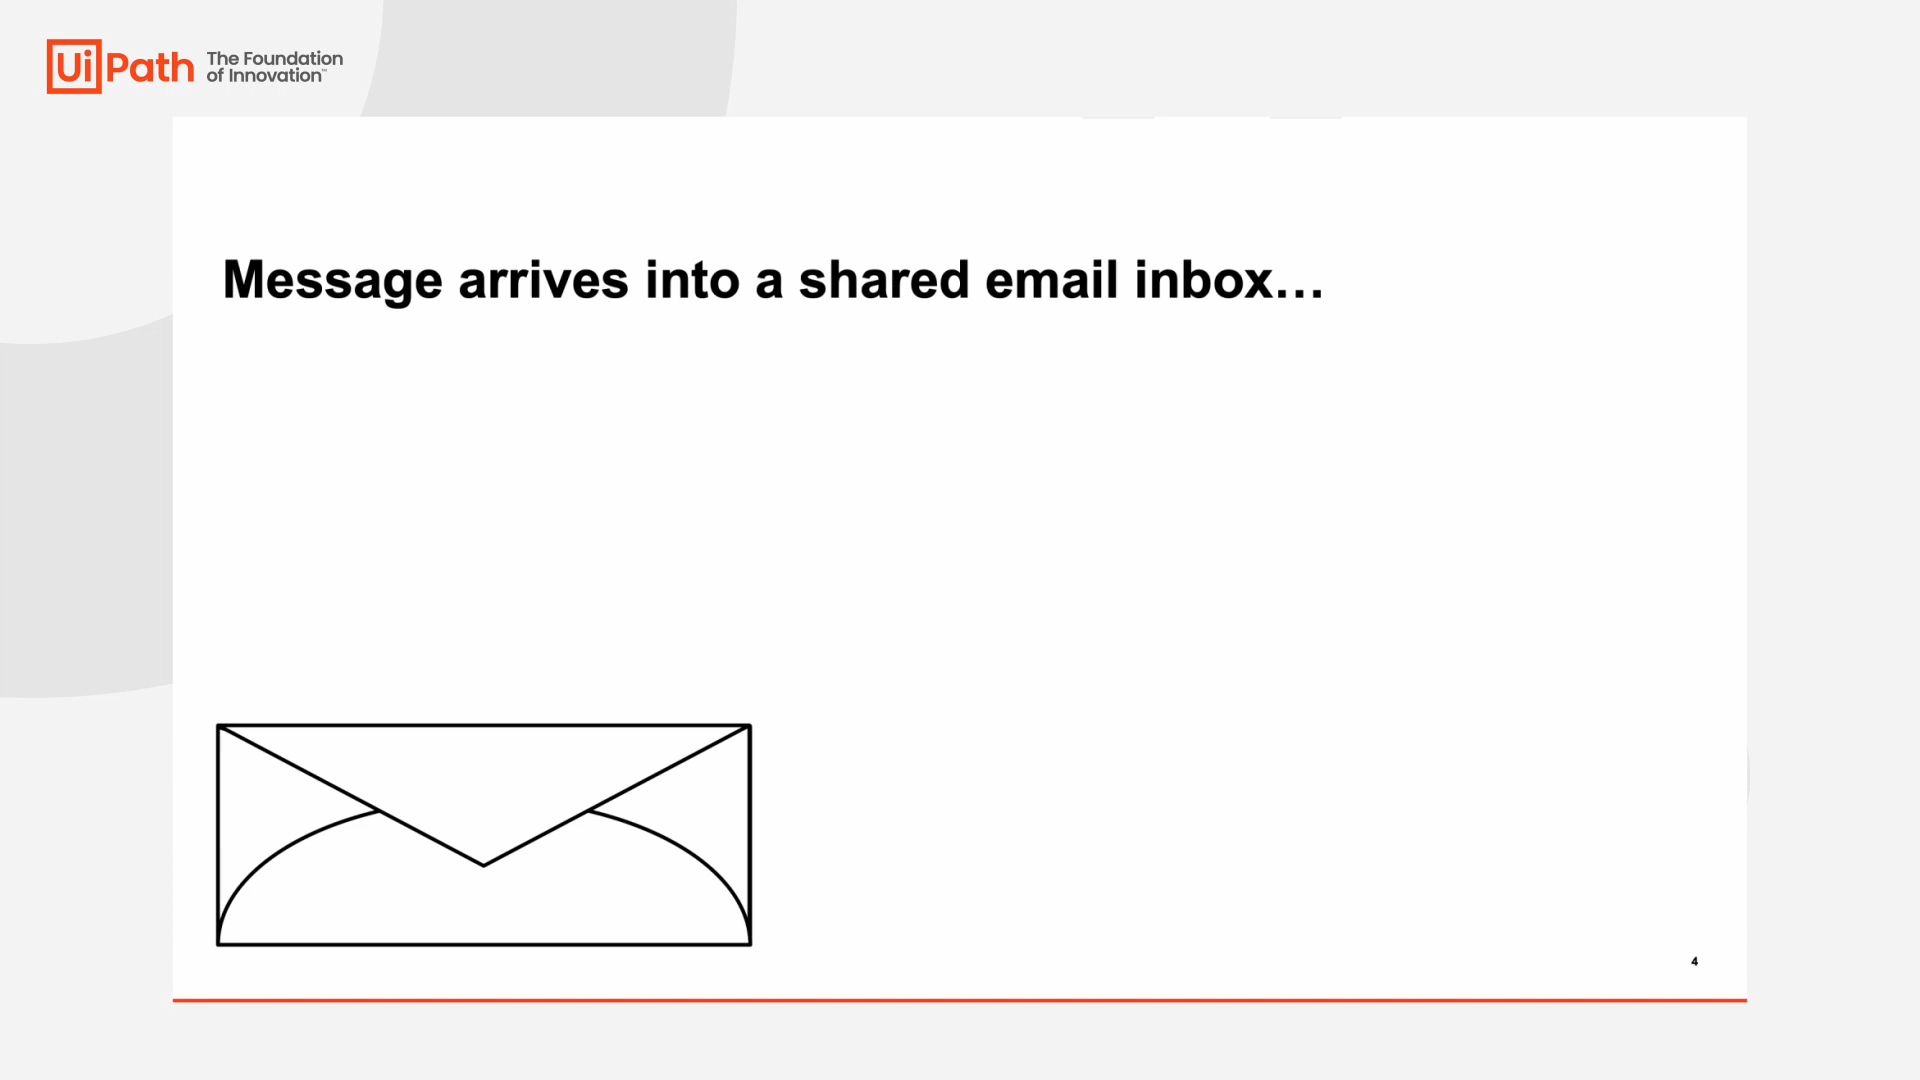 UiPath
The Foundation
of Innovation™
Message arrives into a shared email inbox…
4